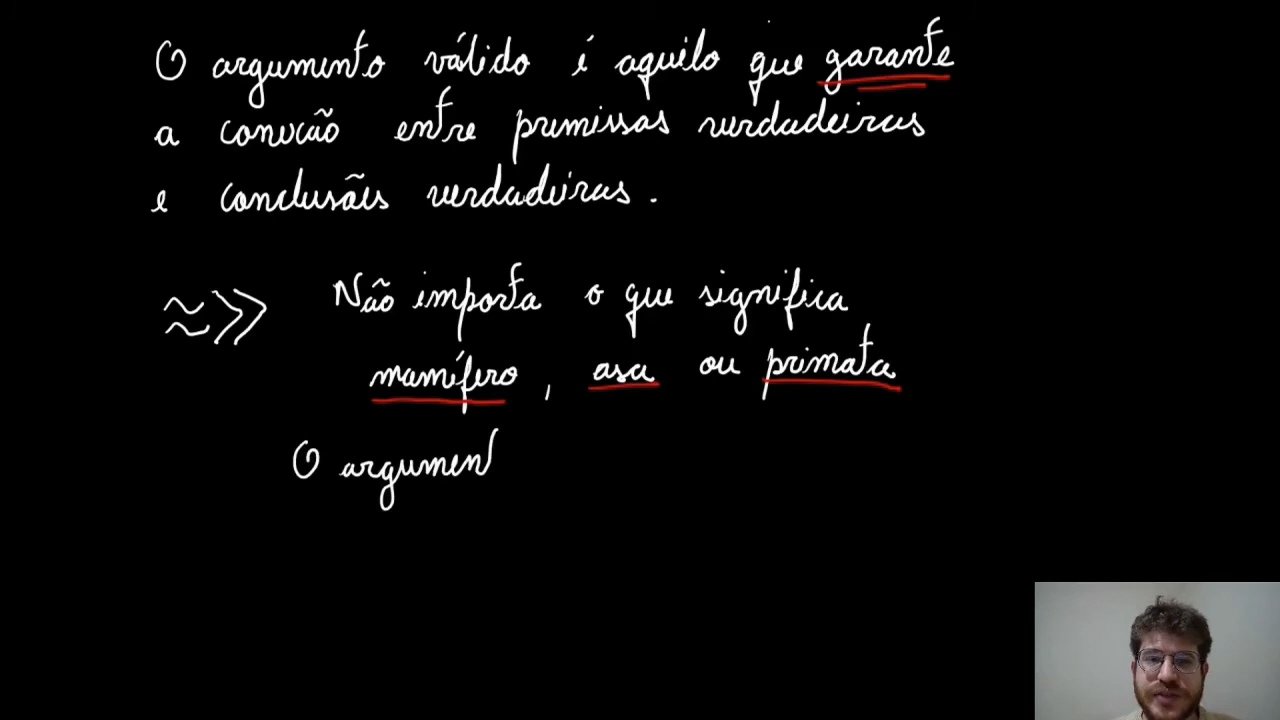 O argumento válido é aquilo que garante
a conexão entre premissas verdadeiras
e conclusões verdadeiras.
Não importa o que significa
mamífero, asa ou primata
O argumen